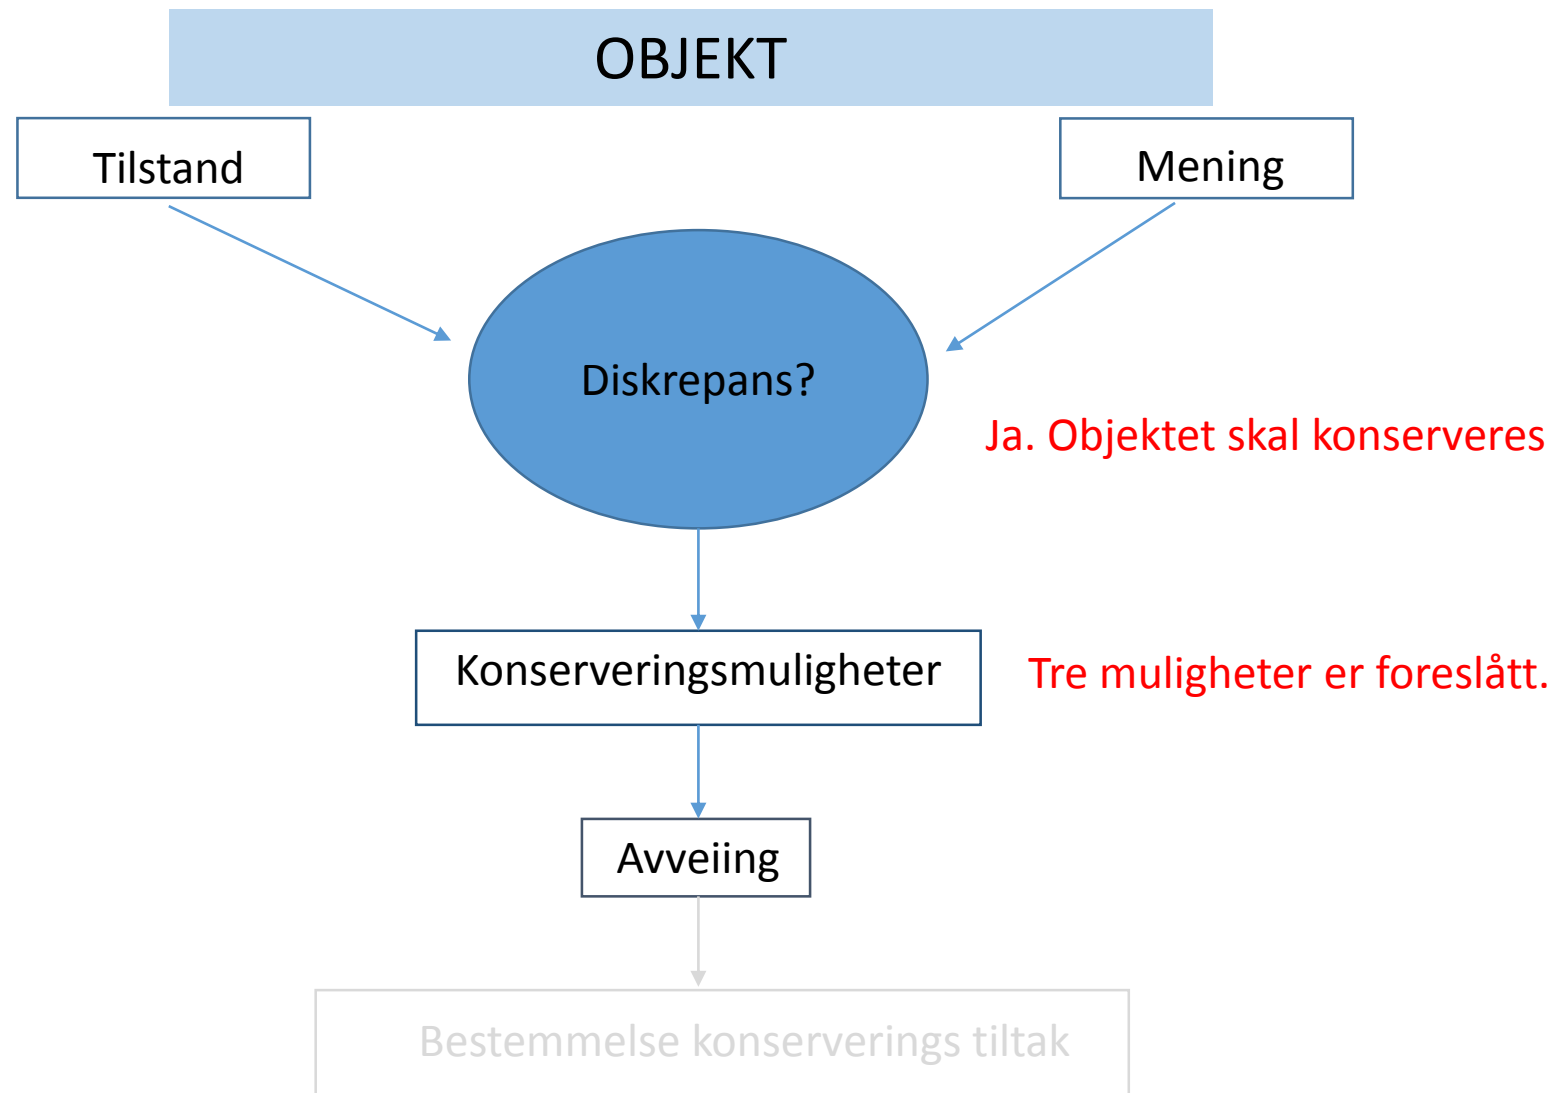 OBJEKT
Tilstand
Mening
Diskrepans?
Ja. Objektet skal konserveres
Konserveringsmuligheter
Tre muligheter er foreslått.
Avveiing
Bestemmelse konserverings tiltak